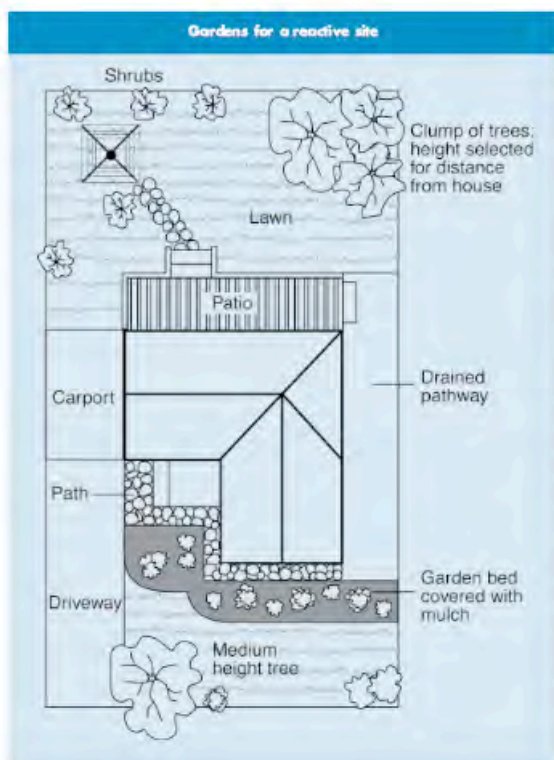 Gardens for a reactive site
Shrubs
Clump of trees;
height selected
for distance
from house
Lawn
Patio
Carport
Drained
pathway
Path
Driveway
Garden bed
covered with
mulch
Medium
height tree